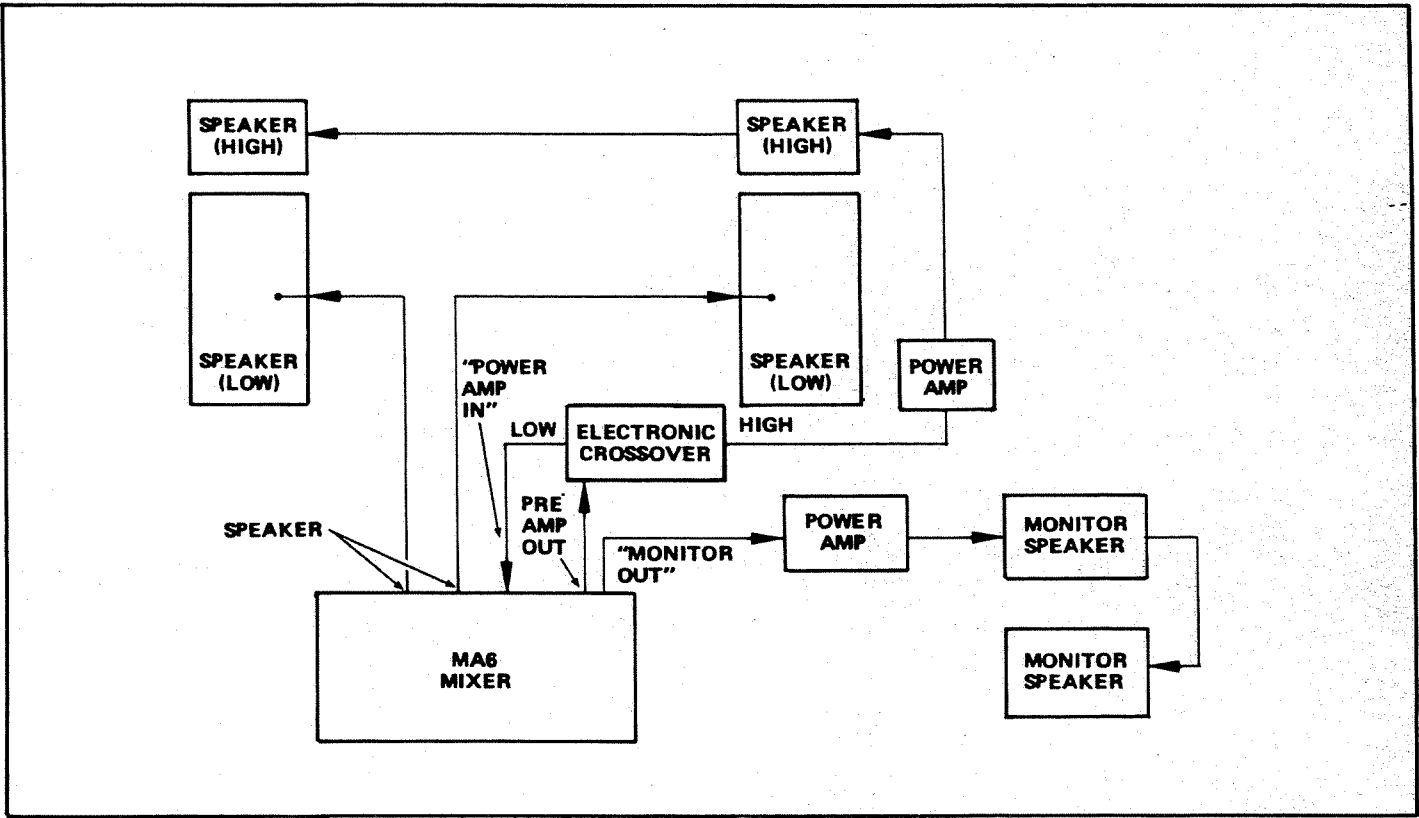 SPEAKER
(HIGH)
SPEAKER
(HIGH)
SPEAKER
(LOW)
SPEAKER
(LOW)
POWER
AMP
"POWER
AMP
IN"
LOW
ELECTRONIC
CROSSOVER
HIGH
SPEAKER
PRE
AMP
OUT
"MONITOR
OUT"
POWER
AMP
MONITOR
SPEAKER
MONITOR
SPEAKER
MA6
MIXER